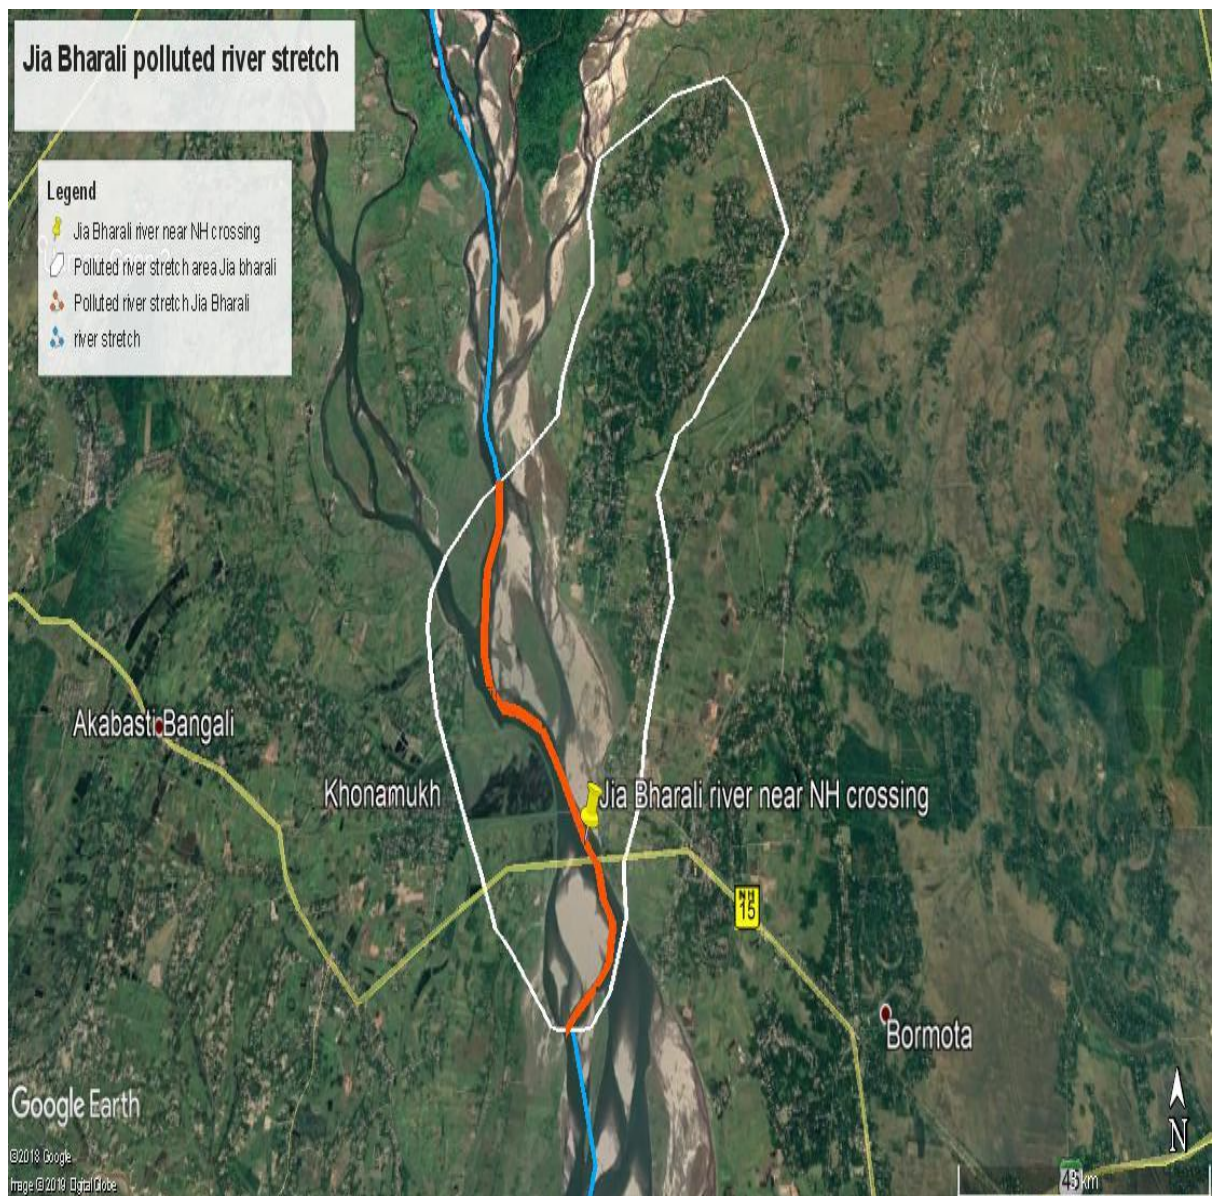 Jia Bharali polluted river stretch
Legend
Jia Bharali river near NH crossing
Polluted river stretch area Jia bharali
Polluted river stretch Jia Bharali
river stretch
Akabasti Bangali
Khonamukh
Jia Bharali river near NH crossing
NH
15
Bormota
Google Earth
©2018 Google
Image © 2019 DigitalGlobe
N
km